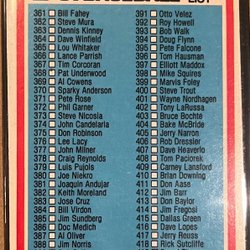 LIST
361 Bill Fahey
362 Steve Mura
363 Dennis Kinney
364 Dave Winfield
365 Lou Whitaker
366 Lance Parrish
367 Tim Corcoran
368 Pat Underwood
369 Al Cowens
370 Sparky Anderson
371 Pete Rose
372 Phil Garner
373 Steve Nicosia
374 John Candelaria
375 Don Robinson
376 Lee Lacy
377 John Milner
378 Craig Reynolds
379 Luis Pujols
380 Joe Niekro
381 Joaquin Andujar
382 Keith Moreland
383 Jose Cruz
384 Bill Virdon
385 Jim Sundberg
386 Doc Medich
387 Al Oliver
388 Jim Norris
391 Otto Velez
392 Roy Howell
393 Bob Walk
394 Doug Flynn
395 Pete Falcone
396 Tom Hausman
397 Elliott Maddox
398 Mike Squires
399 Marvis Foley
400 Steve Trout
401 Wayne Nordhagen
402 Tony LaRussa
403 Bruce Bochte
404 Bake McBride
405 Jerry Narron
406 Rob Dressler
407 Dave Heaverlo
408 Tom Paciorek
409 Carney Lansford
410 Brian Downing
411 Don Aase
412 Jim Barr
413 Don Baylor
414 Jim Fregosi
415 Dallas Green
416 Dave Lopes
417 Jerry Reuss
418 Rick Sutcliffe